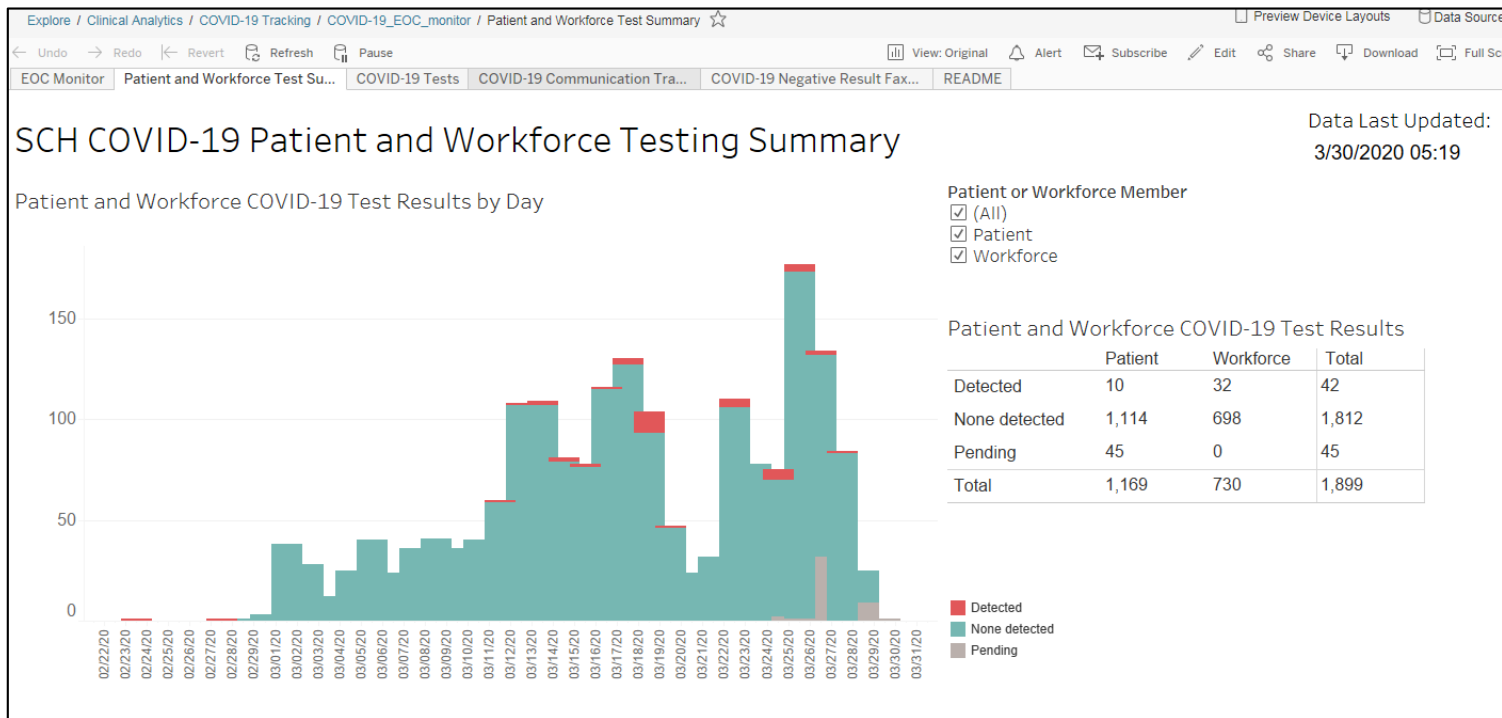 Explore / Clinical Analytics / COVID-19 Tracking / COVID-19_EOC_monitor / Patient and Workforce Test Summary
Preview Device Layouts Data Source
Undo Redo Revert Refresh Pause View: Original Alert Subscribe Edit Share Download Full Sc
EOC Monitor Patient and Workforce Test Su... COVID-19 Tests COVID-19 Communication Tra... COVID-19 Negative Result Fax... README
SCH COVID-19 Patient and Workforce Testing Summary
Data Last Updated:
3/30/2020 05:19
Patient and Workforce COVID-19 Test Results by Day
150
100
50
0
02/22/20 02/23/20 02/24/20 02/25/20 02/26/20 02/27/20 02/28/20 02/29/20 03/01/20 03/02/20 03/03/20 03/04/20 03/05/20 03/06/20 03/07/20 03/08/20 03/09/20 03/10/20 03/11/20 03/12/20 03/13/20 03/14/20 03/15/20 03/16/20 03/17/20 03/18/20 03/19/20 03/20/20 03/21/20 03/22/20 03/23/20 03/24/20 03/25/20 03/26/20 03/27/20 03/28/20 03/29/20 03/30/20 03/31/20
Patient or Workforce Member
(All)
Patient
Workforce
Patient and Workforce COVID-19 Test Results
Patient Workforce Total
Detected 10 32 42
None detected 1,114 698 1,812
Pending 45 0 45
Total 1,169 730 1,899
Detected
None detected
Pending